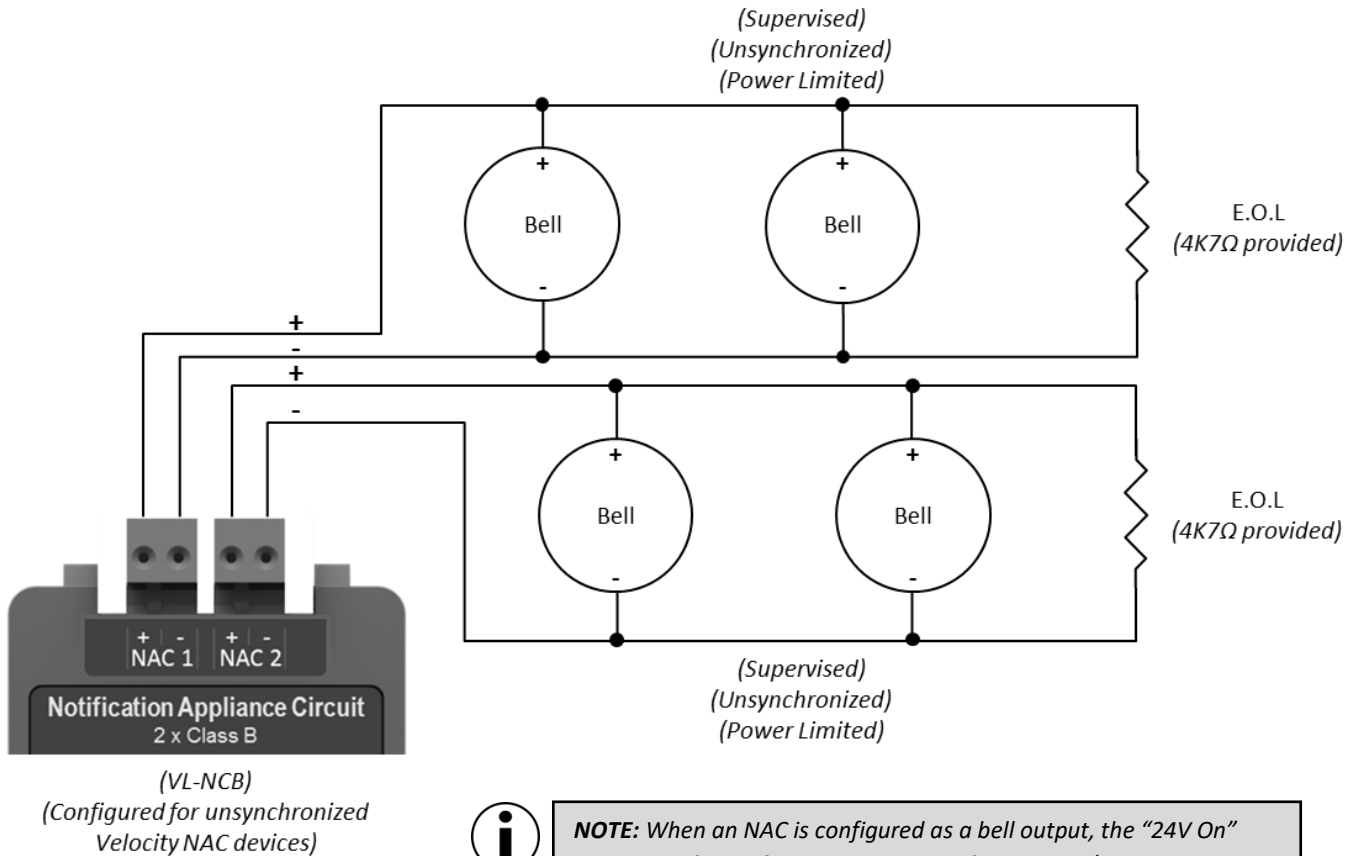 (Supervised)
(Unsynchronized)
(Power Limited)
+
+
Bell
Bell
E.O.L
(4K7Ω provided)
-
-
+
-
+
-
+
+
Bell
Bell
E.O.L
(4K7Ω provided)
-
-
+ - + -
NAC 1 NAC 2
(Supervised)
(Unsynchronized)
(Power Limited)
Notification Appliance Circuit
2 x Class B
(VL-NCB)
(Configured for unsynchronized
Velocity NAC devices)
i
NOTE: When an NAC is configured as a bell output, the “24V On”